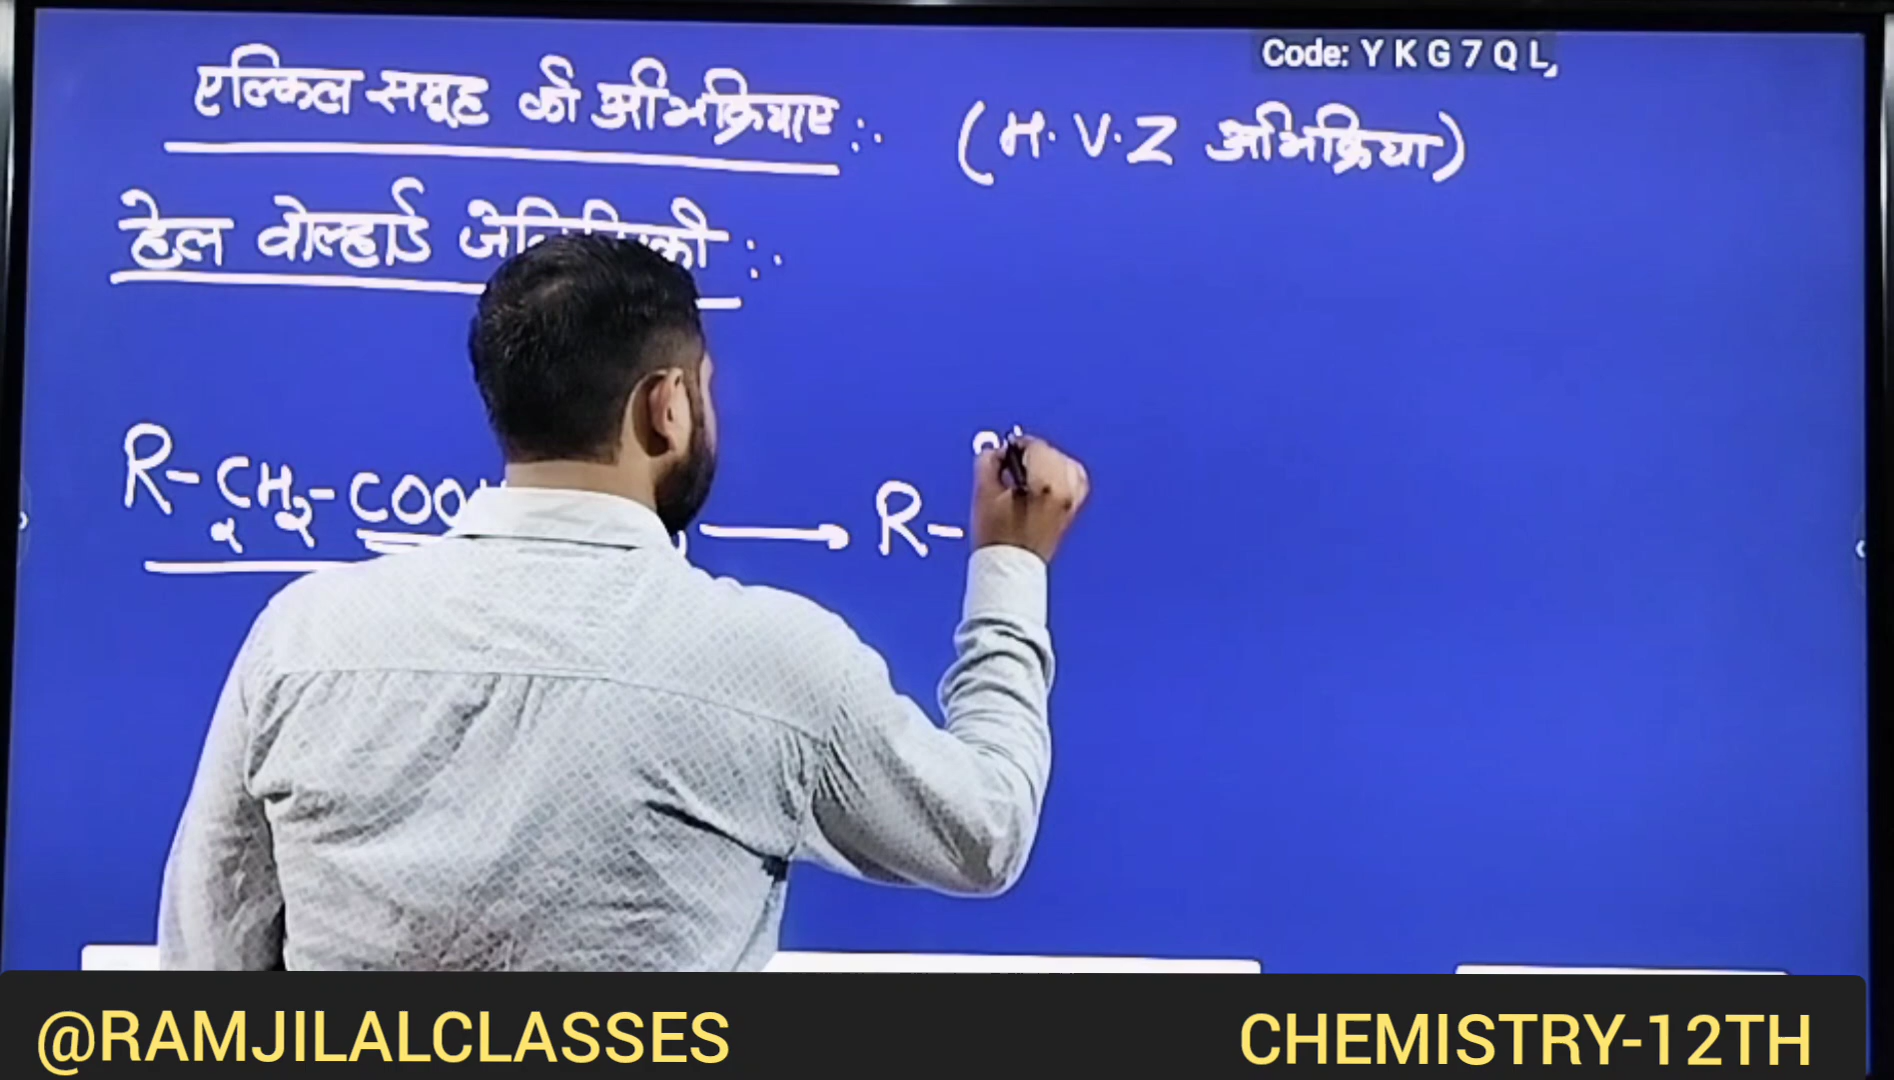 Code: Y K G 7 Q L,
एल्किल समूह की अभिक्रियाए :. (H.V.Z अभिक्रिया)
हेल वोल्हार्ड :.
R-CH₂-COO → R-
@RAMJILALCLASSES
CHEMISTRY-12TH